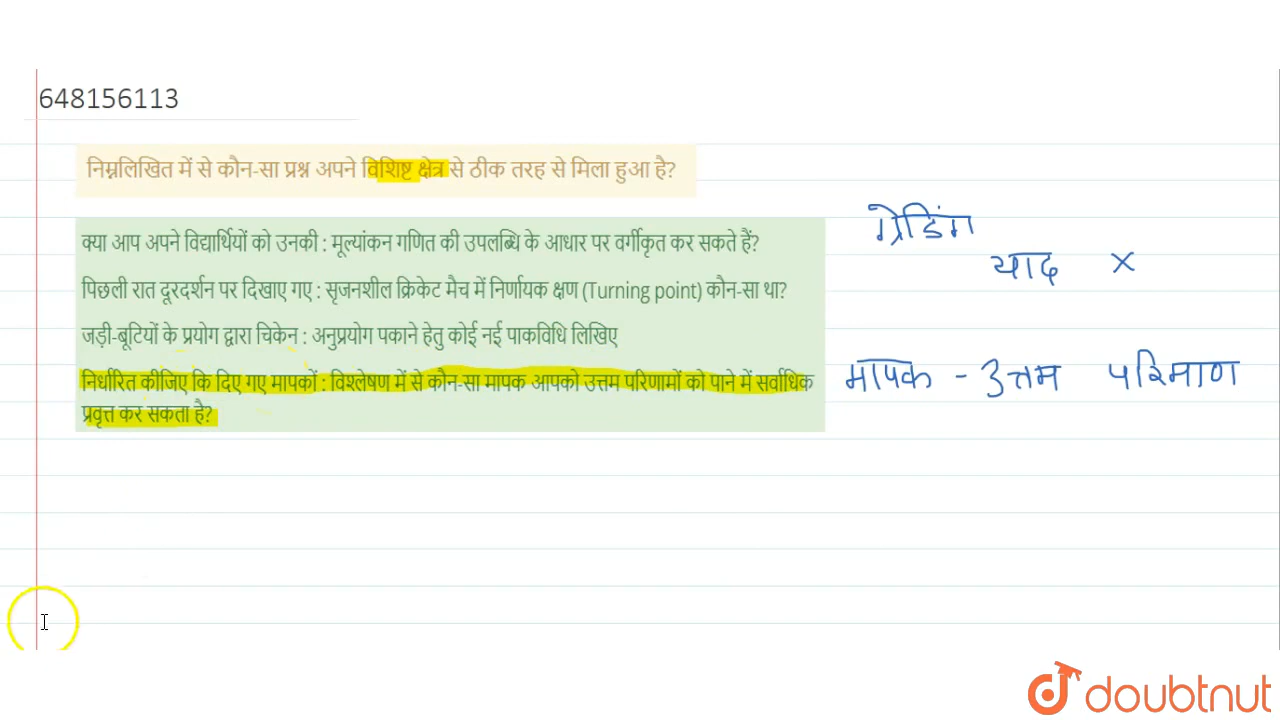 648156113
निम्नलिखित में से कौन-सा प्रश्न अपने विशिष्ट क्षेत्र से ठीक तरह से मिला हुआ है?
क्या आप अपने विद्यार्थियों को उनकी : मूल्यांकन गणित की उपलब्धि के आधार पर वर्गीकृत कर सकते हैं?
पिछली रात दूरदर्शन पर दिखाए गए : सृजनशील क्रिकेट मैच में निर्णायक क्षण (Turning point) कौन-सा था?
जड़ी-बूटियों के प्रयोग द्वारा चिकेन : अनुप्रयोग पकाने हेतु कोई नई पाकविधि लिखिए
निर्धारित कीजिए कि दिए गए मापकों : विश्लेषण में से कौन-सा मापक आपको उत्तम परिणामों को पाने में सर्वाधिक
प्रवृत्त कर सकता है?
ग्रेडिंग
याद ×
मापक - उत्तम परिमाण
doubtnut